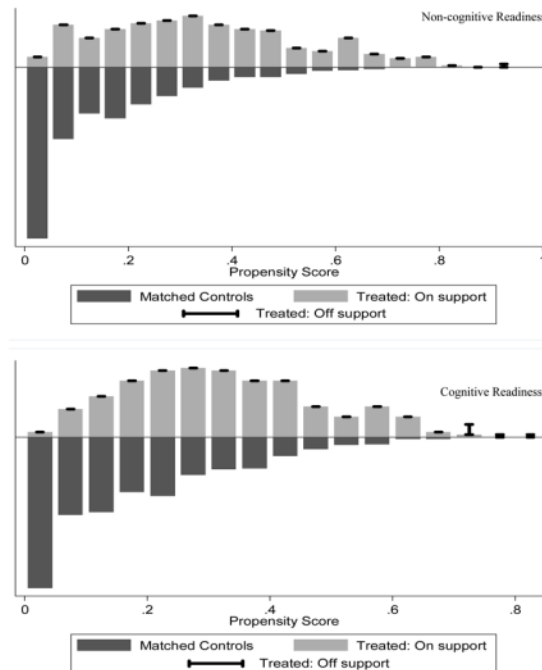 Non-cognitive Readiness
0 .2 .4 .6 .8 1
Propensity Score
Matched Controls Treated: On support
Treated: Off support
Cognitive Readiness
0 .2 .4 .6 .8
Propensity Score
Matched Controls Treated: On support
Treated: Off support